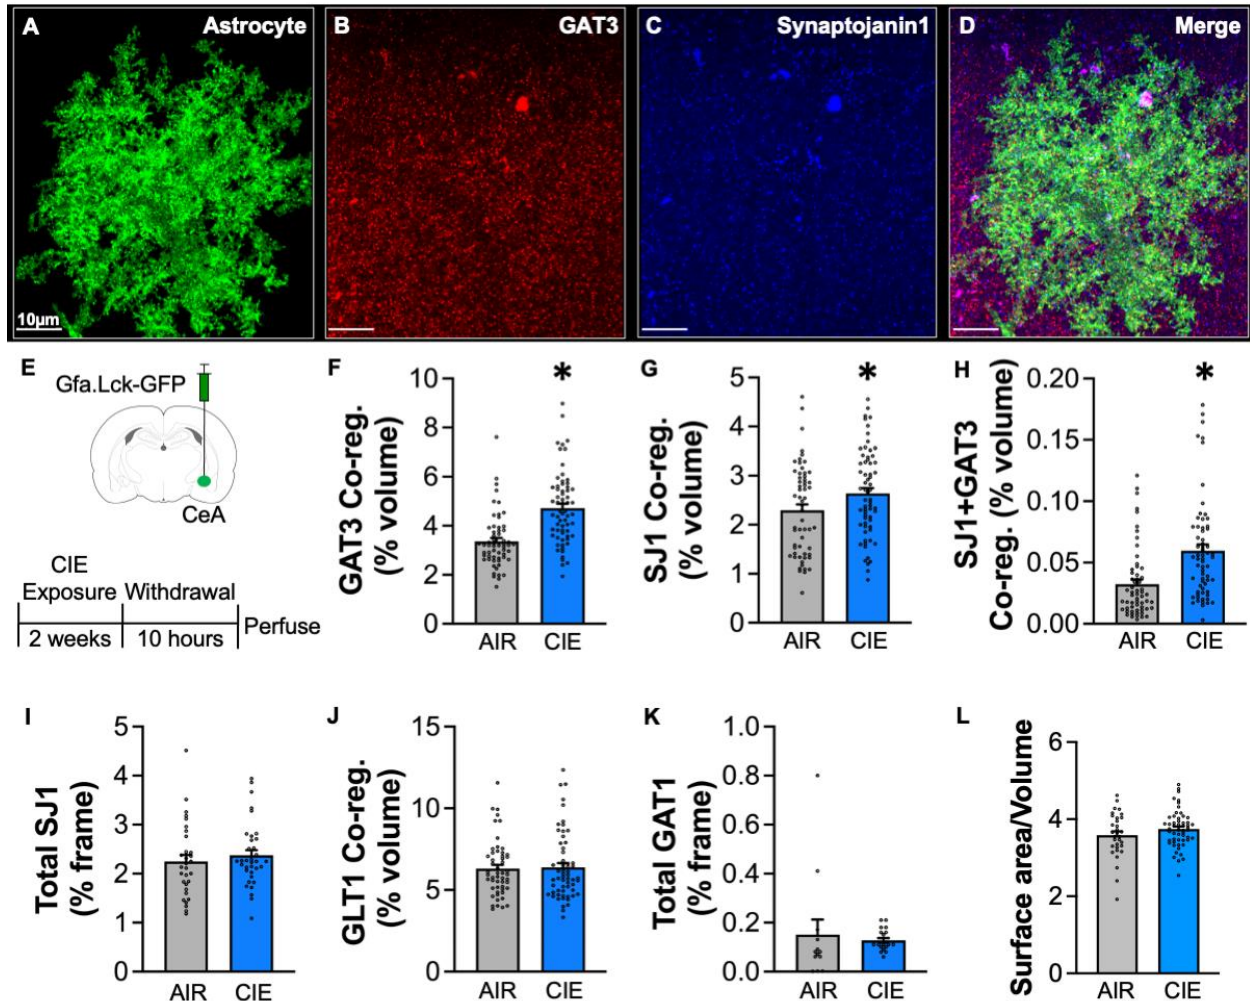 A Astrocyte
B GAT3
C Synaptojanin1
D Merge
10μm
E
Gfa.Lck-GFP
CeA
CIE
Exposure Withdrawal
2 weeks 10 hours Perfuse
F
GAT3 Co-reg.
(% volume)
10
8
6
4
2
0
*
AIR CIE
G
SJ1 Co-reg.
(% volume)
5
4
3
2
1
0
*
AIR CIE
H
SJ1+GAT3
Co-reg. (% volume)
0.20
0.15
0.10
0.05
0.00
*
AIR CIE
I
Total SJ1
(% frame)
5
4
3
2
1
0
AIR CIE
J
GLT1 Co-reg.
(% volume)
15
10
5
0
AIR CIE
K
Total GAT1
(% frame)
1.0
0.8
0.6
0.4
0.2
0.0
AIR CIE
L
Surface area/Volume
6
4
2
0
AIR CIE